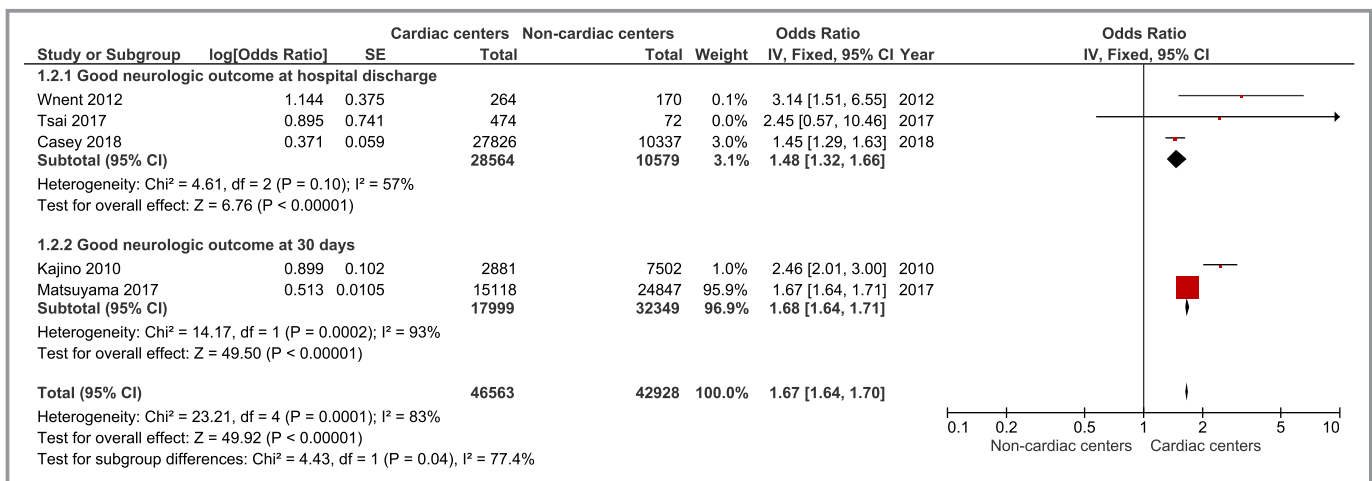 Cardiac centers Non-cardiac centers Odds Ratio Odds Ratio
Study or Subgroup log[Odds Ratio] SE Total Total Weight IV, Fixed, 95% CI Year IV, Fixed, 95% CI
1.2.1 Good neurologic outcome at hospital discharge
Wnent 2012 1.144 0.375 264 170 0.1% 3.14 [1.51, 6.55] 2012
Tsai 2017 0.895 0.741 474 72 0.0% 2.45 [0.57, 10.46] 2017
Casey 2018 0.371 0.059 27826 10337 3.0% 1.45 [1.29, 1.63] 2018
Subtotal (95% CI) 28564 10579 3.1% 1.48 [1.32, 1.66]
Heterogeneity: Chi² = 4.61, df = 2 (P = 0.10); I² = 57%
Test for overall effect: Z = 6.76 (P < 0.00001)
1.2.2 Good neurologic outcome at 30 days
Kajino 2010 0.899 0.102 2881 7502 1.0% 2.46 [2.01, 3.00] 2010
Matsuyama 2017 0.513 0.0105 15118 24847 95.9% 1.67 [1.64, 1.71] 2017
Subtotal (95% CI) 17999 32349 96.9% 1.68 [1.64, 1.71]
Heterogeneity: Chi² = 14.17, df = 1 (P = 0.0002); I² = 93%
Test for overall effect: Z = 49.50 (P < 0.00001)
Total (95% CI) 46563 42928 100.0% 1.67 [1.64, 1.70]
Heterogeneity: Chi² = 23.21, df = 4 (P = 0.0001); I² = 83%
Test for overall effect: Z = 49.92 (P < 0.00001)
Test for subgroup differences: Chi² = 4.43, df = 1 (P = 0.04), I² = 77.4%
0.1 0.2 0.5 1 2 5 10
Non-cardiac centers Cardiac centers